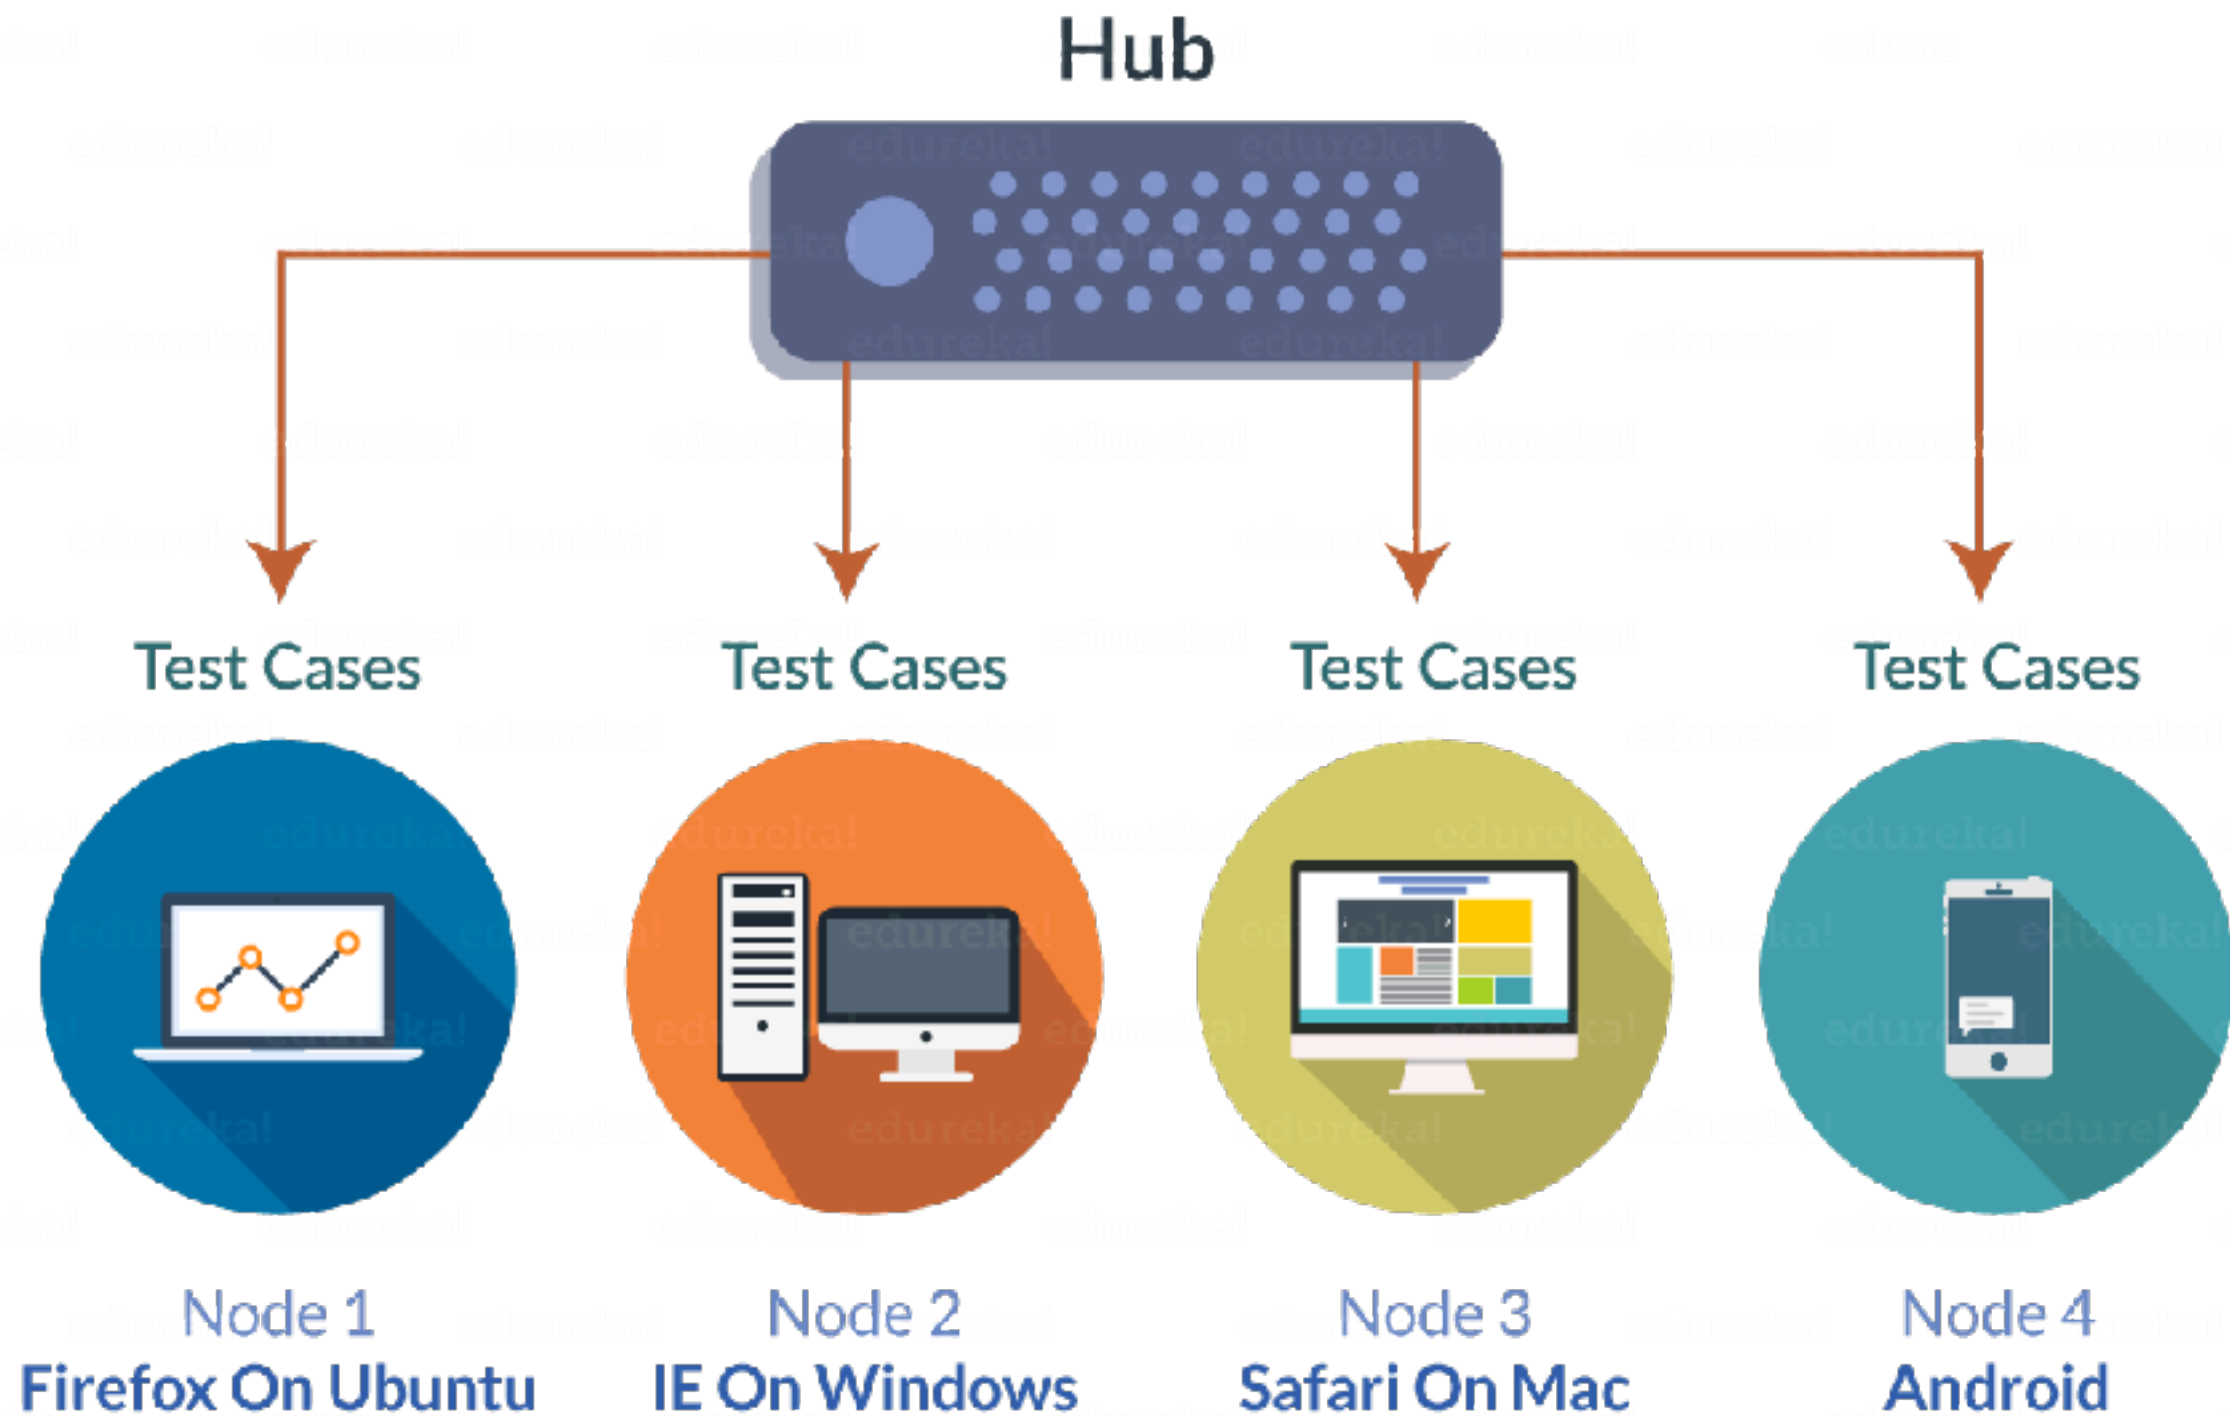 Hub
Test Cases
Test Cases
Test Cases
Test Cases
Node 1
Firefox On Ubuntu
Node 2
IE On Windows
Node 3
Safari On Mac
Node 4
Android
edureka!